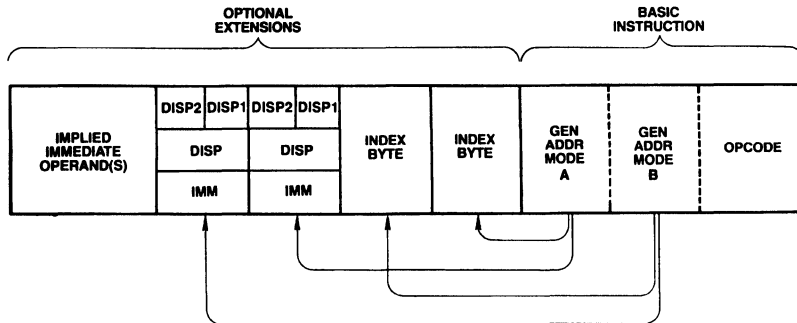 OPTIONAL
EXTENSIONS
BASIC
INSTRUCTION
IMPLIED
IMMEDIATE
OPERAND(S)
DISP2 DISP1 DISP2 DISP1
DISP DISP
IMM IMM
INDEX
BYTE
INDEX
BYTE
GEN
ADDR
MODE
A
GEN
ADDR
MODE
B
OPCODE